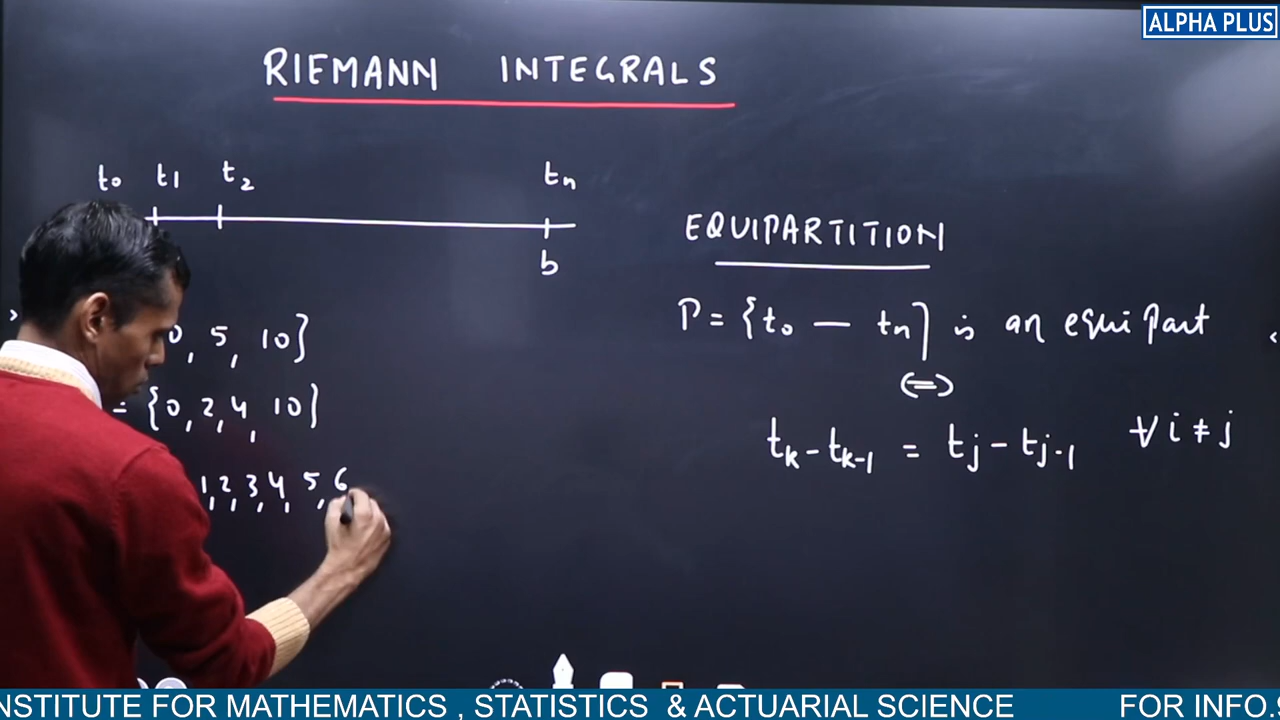 ALPHA PLUS
RIEMANN INTEGRALS
t₀ t₁ t₂ tₙ
b
0, 5, 10}
= {0, 2, 4, 10}
1, 2, 3, 4, 5, 6
EQUIPARTITION
P = {t₀ — tₙ} is an equi part
⇔
tₖ - tₖ₋₁ = tⱼ - tⱼ₋₁ ∀ i ≠ j
NSTITUTE FOR MATHEMATICS , STATISTICS & ACTUARIAL SCIENCE FOR INFO.